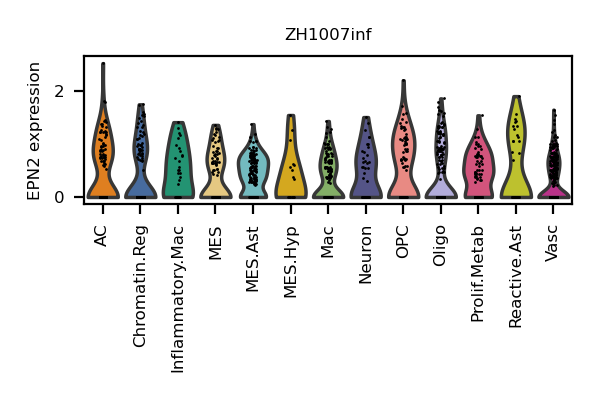 ZH1007inf
EPN2 expression
2
0
AC
Chromatin.Reg
Inflammatory.Mac
MES
MES.Ast
MES.Hyp
Mac
Neuron
OPC
Oligo
Prolif.Metab
Reactive.Ast
Vasc